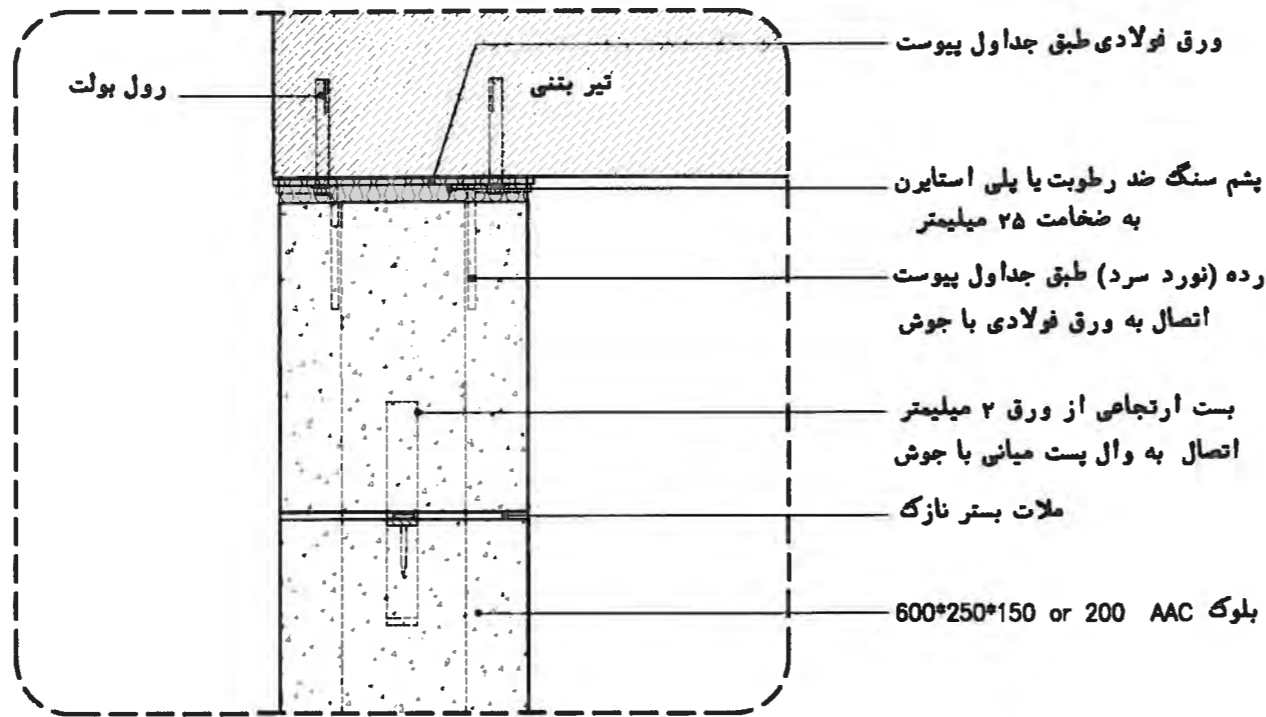 ورق فولادی طبق جداول پیوست
تیر بتنی
رول بولت
پشم سنگ ضد رطوبت یا پلی استایرن
به ضخامت ۲۵ میلیمتر
رده (نورد سرد) طبق جداول پیوست
اتصال به ورق فولادی با جوش
بست ارتجاعی از ورق ۲ میلیمتر
اتصال به وال پست میانی با جوش
ملات بستر نازک
بلوک AAC 600*250*150 or 200